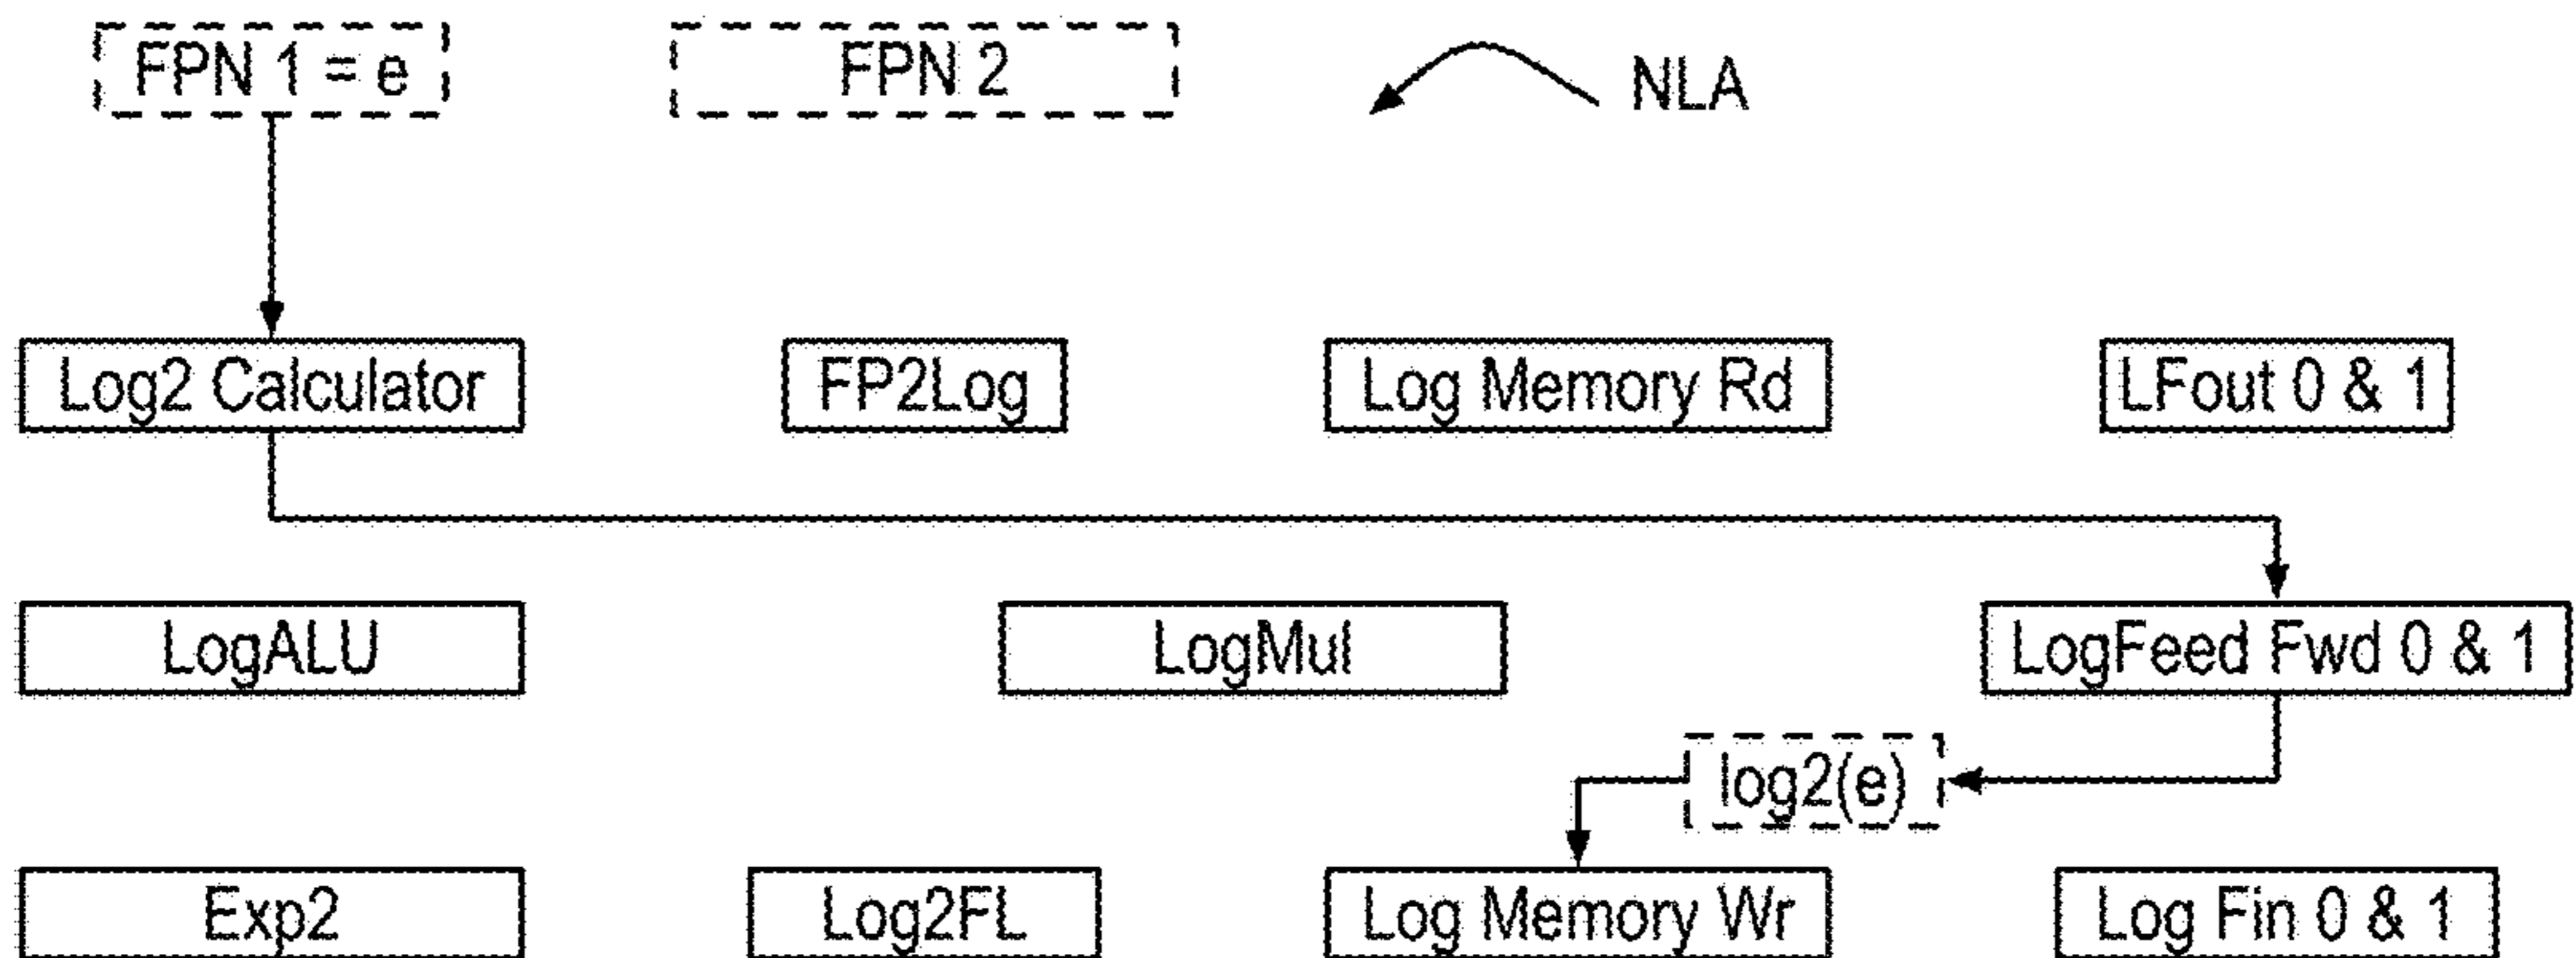 FPN 1 = e
FPN 2
NLA
Log2 Calculator
FP2Log
Log Memory Rd
LFout 0 & 1
LogALU
LogMul
LogFeed Fwd 0 & 1
log2(e)
Exp2
Log2FL
Log Memory Wr
Log Fin 0 & 1